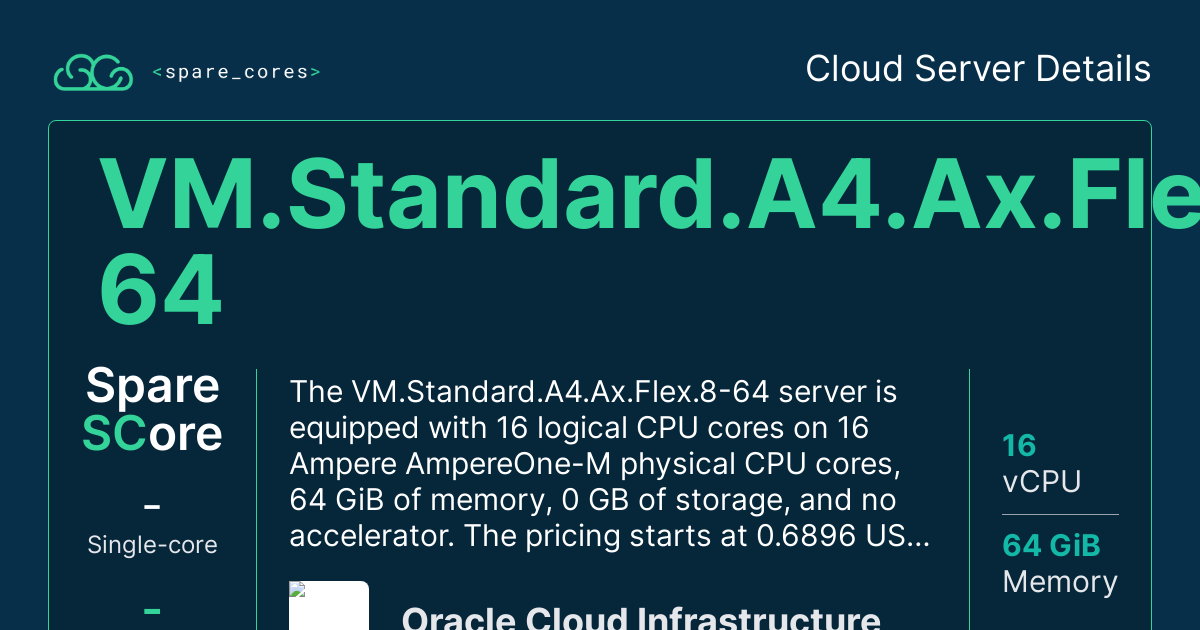 <spare_cores>
Cloud Server Details
VM.Standard.A4.Ax.Fle
64
Spare
SCore
–
Single-core
–
The VM.Standard.A4.Ax.Flex.8-64 server is
equipped with 16 logical CPU cores on 16
Ampere AmpereOne-M physical CPU cores,
64 GiB of memory, 0 GB of storage, and no
accelerator. The pricing starts at 0.6896 US...
Oracle Cloud Infrastructure
16
vCPU
64 GiB
Memory